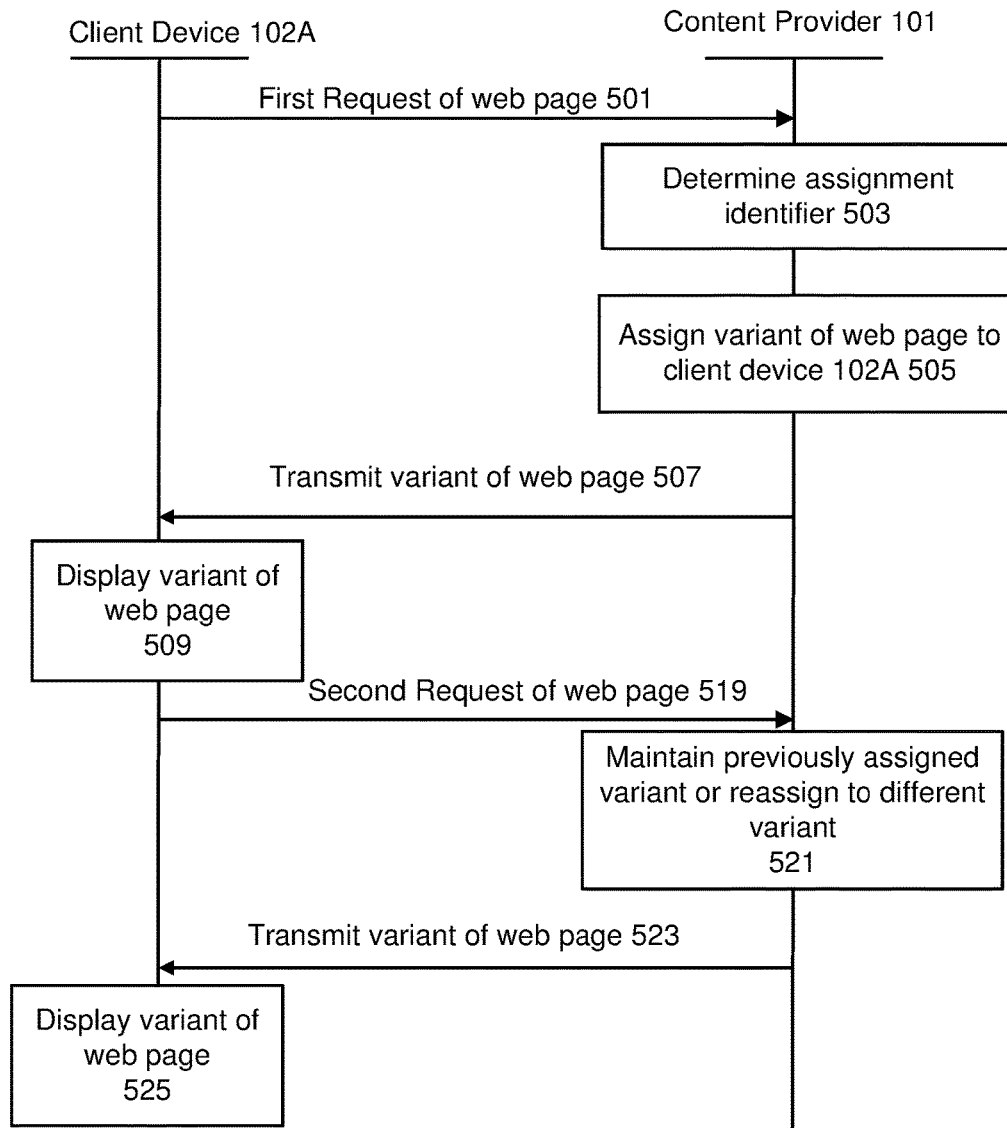 Client Device 102A
Content Provider 101
First Request of web page 501
Determine assignment
identifier 503
Assign variant of web page to
client device 102A 505
Transmit variant of web page 507
Display variant of
web page
509
Second Request of web page 519
Maintain previously assigned
variant or reassign to different
variant
521
Transmit variant of web page 523
Display variant of
web page
525